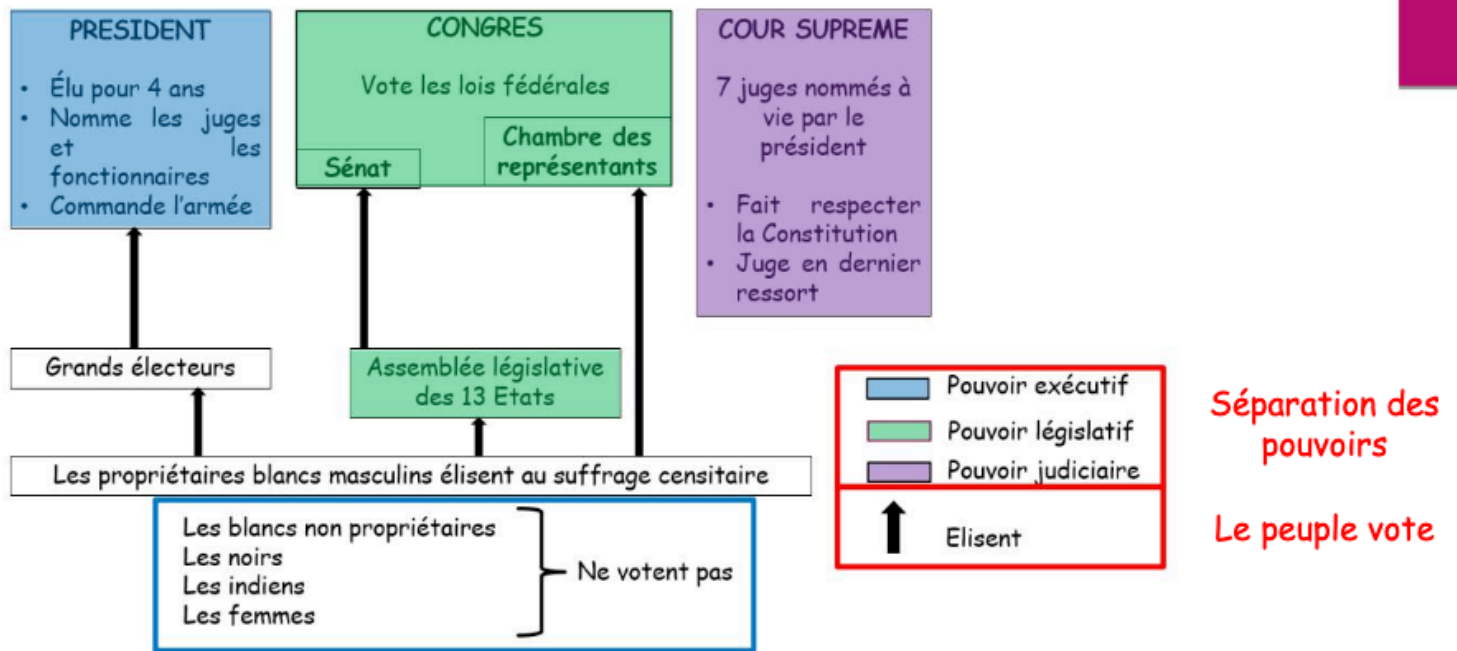 PRESIDENT
• Élu pour 4 ans
• Nomme les juges
et les
fonctionnaires
• Commande l'armée
CONGRES
Vote les lois fédérales
Sénat
Chambre des
représentants
COUR SUPREME
7 juges nommés à
vie par le
président
• Fait respecter
la Constitution
• Juge en dernier
ressort
Grands électeurs
Assemblée législative
des 13 Etats
Les propriétaires blancs masculins élisent au suffrage censitaire
Les blancs non propriétaires
Les noirs
Les indiens
Les femmes
Ne votent pas
Pouvoir exécutif
Pouvoir législatif
Pouvoir judiciaire
Elisent
Séparation des
pouvoirs
Le peuple vote